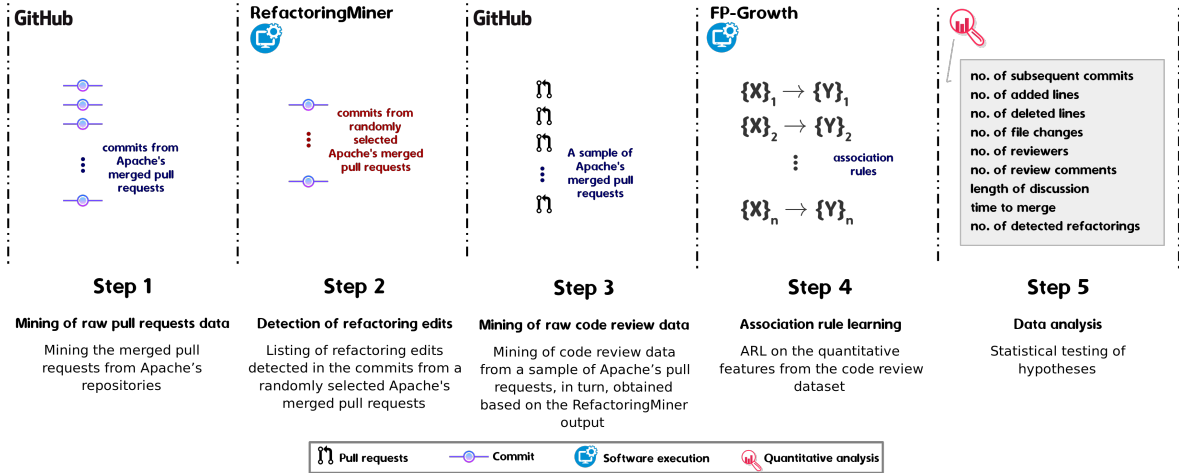 GitHub
commits from
Apache's
merged pull
requests
Step 1
Mining of raw pull requests data
Mining the merged pull
requests from Apache’s
repositories
RefactoringMiner
commits from
randomly
selected
Apache's merged
pull requests
Step 2
Detection of refactoring edits
Listing of refactoring edits
detected in the commits from a
randomly selected Apache's
merged pull requests
GitHub
A sample of
Apache's
merged pull
requests
Step 3
Mining of raw code review data
Mining of code review data
from a sample of Apache’s pull
requests, in turn, obtained
based on the RefactoringMiner
output
FP-Growth
{X}1 → {Y}1
{X}2 → {Y}2
association
rules
{X}n → {Y}n
Step 4
Association rule learning
ARL on the quantitative
features from the code review
dataset
no. of subsequent commits
no. of added lines
no. of deleted lines
no. of file changes
no. of reviewers
no. of review comments
length of discussion
time to merge
no. of detected refactorings
Step 5
Data analysis
Statistical testing of
hypotheses
Pull requests
Commit
Software execution
Quantitative analysis